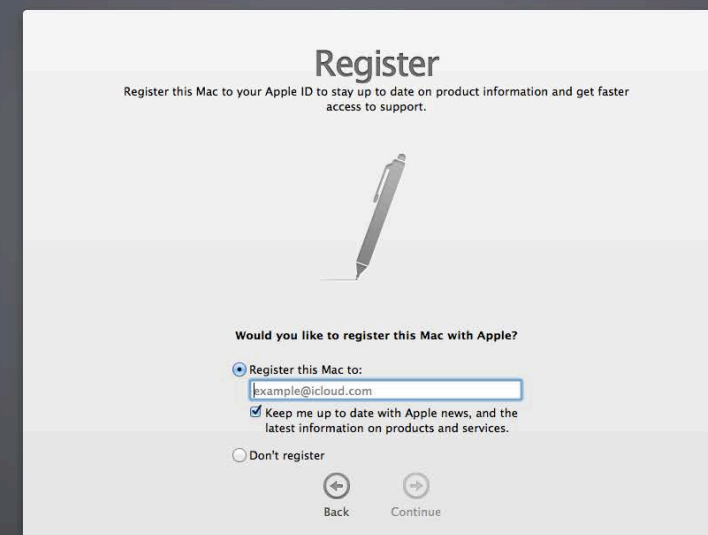 Register
Register this Mac to your Apple ID to stay up to date on product information and get faster
access to support.
Would you like to register this Mac with Apple?
Register this Mac to:
example@icloud.com
Keep me up to date with Apple news, and the
latest information on products and services.
Don't register
Back
Continue